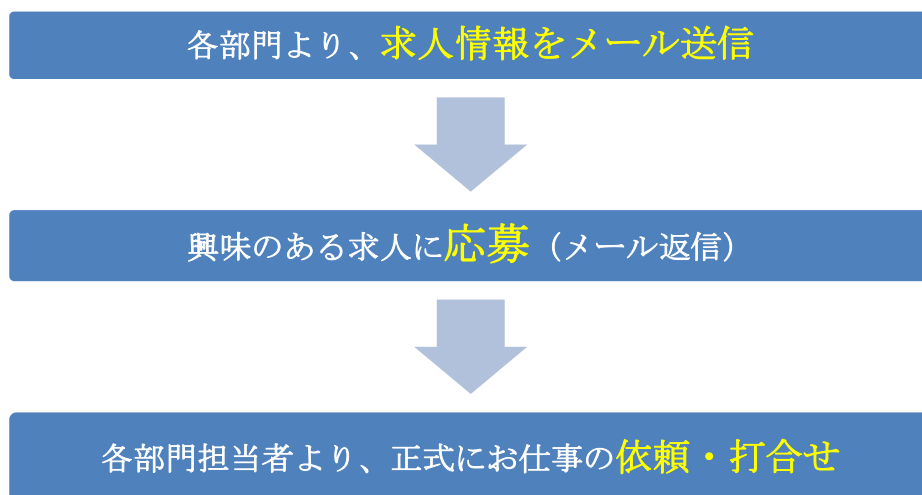 各部門より、求人情報をメール送信
興味のある求人に応募（メール返信）
各部門担当者より、正式にお仕事の依頼・打合せ